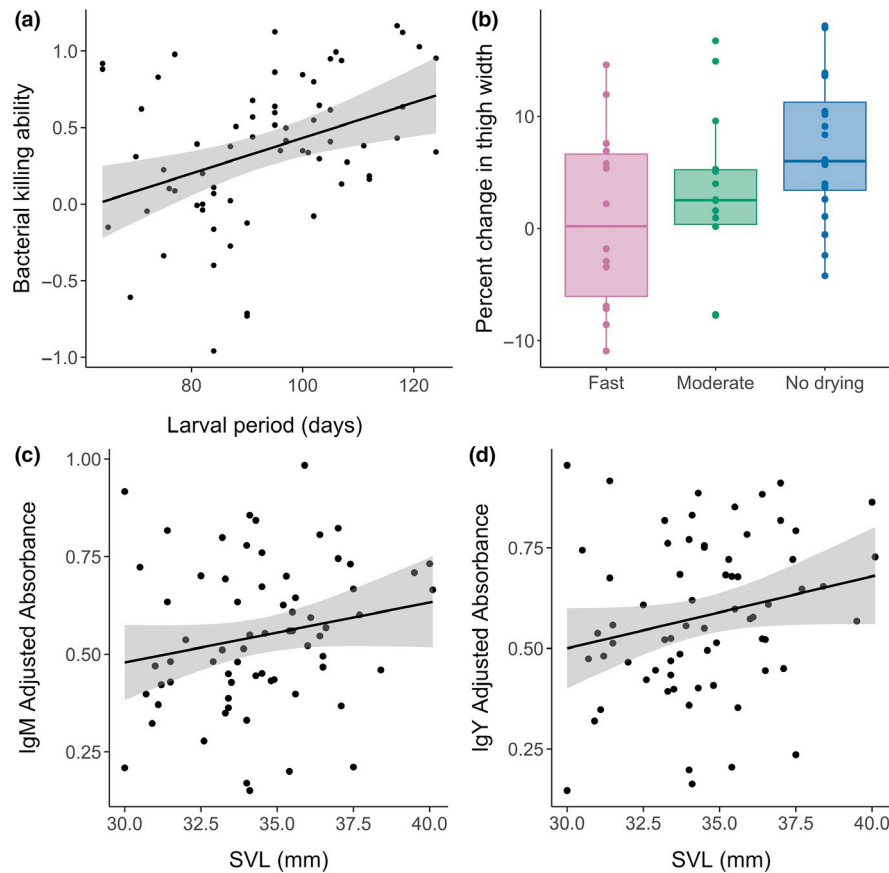 (a)
Bacterial killing ability
1.0
0.5
0.0
−0.5
−1.0
80
100
120
Larval period (days)
(b)
Percent change in thigh width
10
0
−10
Fast
Moderate
No drying
(c)
IgM Adjusted Absorbance
1.00
0.75
0.50
0.25
30.0
32.5
35.0
37.5
40.0
SVL (mm)
(d)
IgY Adjusted Absorbance
0.75
0.50
0.25
30.0
32.5
35.0
37.5
40.0
SVL (mm)